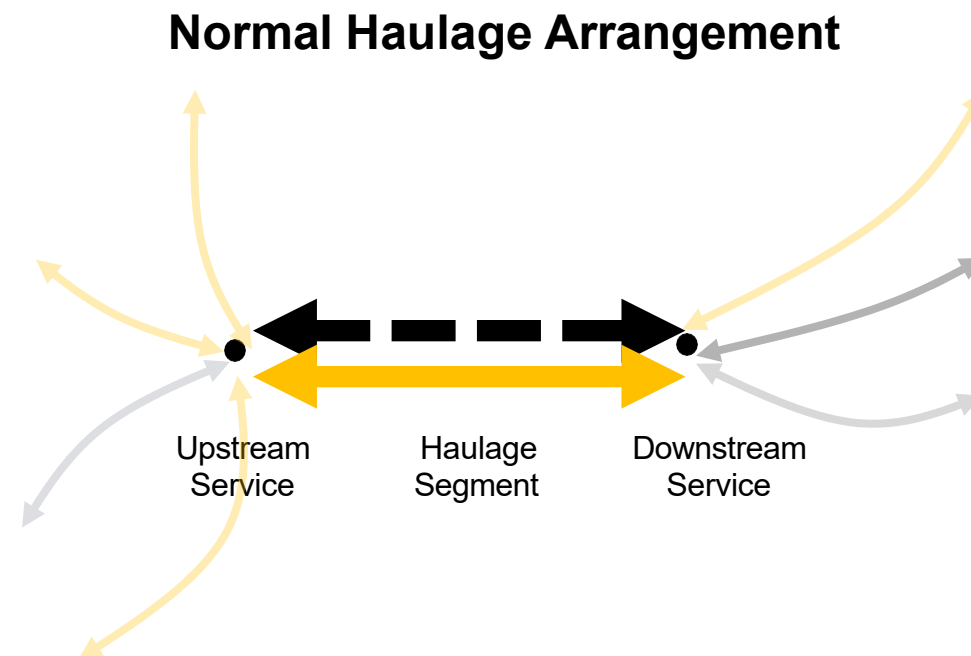 Normal Haulage Arrangement
Upstream
Service
Haulage
Segment
Downstream
Service